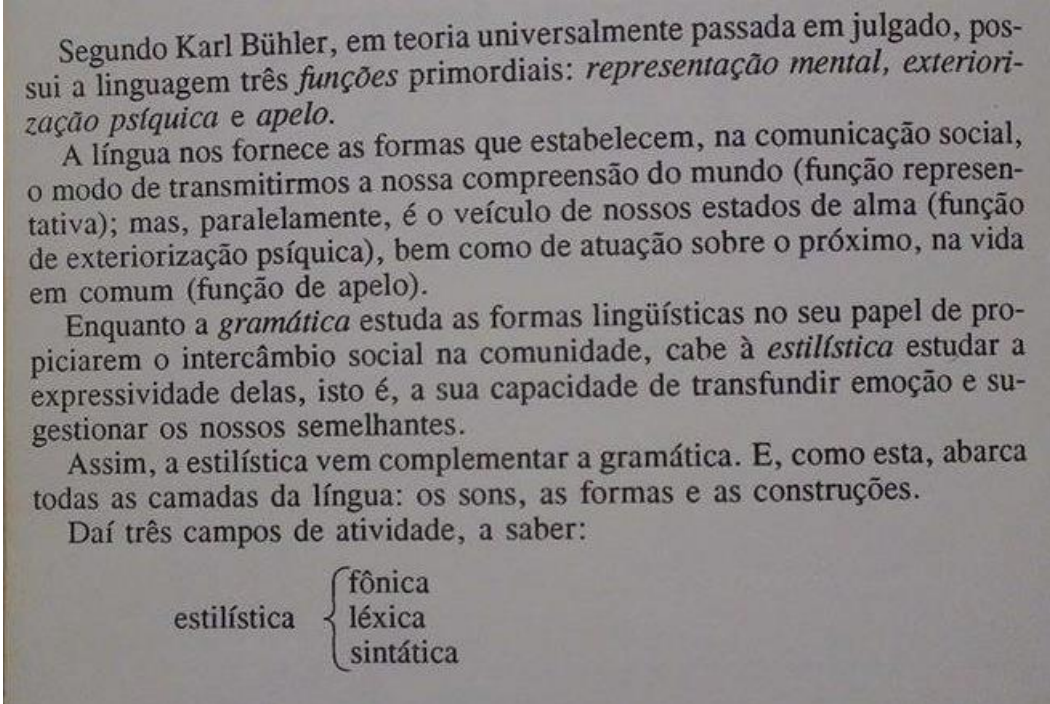 Segundo Karl Bühler, em teoria universalmente passada em julgado, pos-
sui a linguagem três funções primordiais: representação mental, exteriori-
zação psíquica e apelo.
A língua nos fornece as formas que estabelecem, na comunicação social,
o modo de transmitirmos a nossa compreensão do mundo (função represen-
tativa); mas, paralelamente, é o veículo de nossos estados de alma (função
de exteriorização psíquica), bem como de atuação sobre o próximo, na vida
em comum (função de apelo).
Enquanto a gramática estuda as formas lingüísticas no seu papel de pro-
piciarem o intercâmbio social na comunidade, cabe à estilística estudar a
expressividade delas, isto é, a sua capacidade de transfundir emoção e su-
gestionar os nossos semelhantes.
Assim, a estilística vem complementar a gramática. E, como esta, abarca
todas as camadas da língua: os sons, as formas e as construções.
Daí três campos de atividade, a saber:
fônica
estilística { léxica
sintática